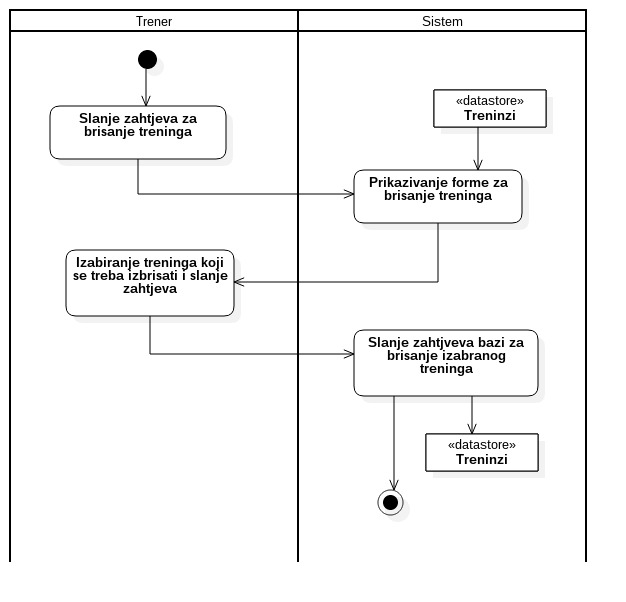 Trener
Sistem
Slanje zahtjeva za
brisanje treninga
«datastore»
Treninzi
Prikazivanje forme za
brisanje treninga
Izabiranje treninga koji
se treba izbrisati i slanje
zahtjeva
Slanje zahtjveva bazi za
brisanje izabranog
treninga
«datastore»
Treninzi